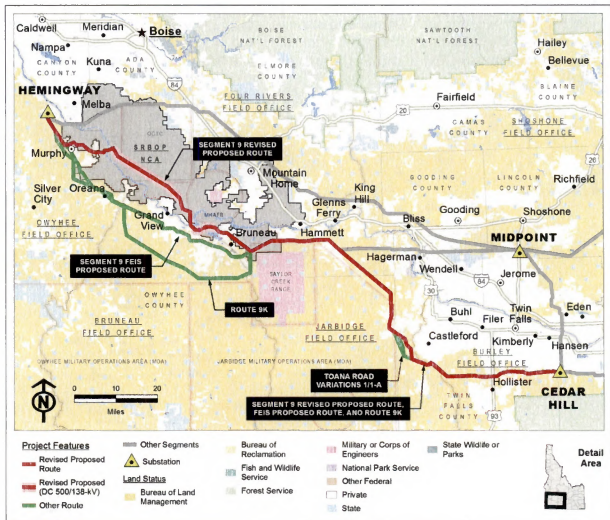 Caldwell
Meridian
Boise
Nampa
Kuna
ADA
COUNTY
CANYON
COUNTY
BOISE
NAT'L FOREST
SAWTOOTH
NAT'L FOREST
Hailey
Bellevue
ELMORE
COUNTY
BLAINE
COUNTY
HEMINGWAY
Melba
84
FOUR RIVERS
FIELD OFFICE
Fairfield
20
CAMAS
COUNTY
SHOSHONE
FIELD OFFICE
OCTC
SRBOP
NCA
SEGMENT 9 REVISED
PROPOSED ROUTE
Murphy
Mountain
Home
GOODING
COUNTY
LINCOLN
COUNTY
Richfield
Silver
City
Oreana
King
Hill
Glenns
Ferry
Gooding
Shoshone
OWYHEE
FIELD OFFICE
Grand
View
Bruneau
Hammett
Bliss
26
MIDPOINT
SEGMENT 9 FEIS
PROPOSED ROUTE
Hagerman
Wendell
Jerome
TAYLOR
CREEK
RANGE
ROUTE 9K
OWYHEE
COUNTY
84
30
Buhl
Filer
Twin
Falls
Eden
Kimberly
Hansen
BRUNEAU
FIELD OFFICE
JARBIDGE
FIELD OFFICE
Castleford
BURLEY
FIELD OFFICE
OWYHEE MILITARY OPERATIONS AREA (MOA)
JARBIDGE MILITARY OPERATIONS AREA (MOA)
TOANA ROAD
VARIATIONS 1/1-A
Hollister
CEDAR
HILL
N
0 10 20
Miles
SEGMENT 9 REVISED PROPOSED ROUTE,
FEIS PROPOSED ROUTE, AND ROUTE 9K
TWIN
FALLS
COUNTY
93
Project Features
Revised Proposed
Route
Revised Proposed
(DC 500/138-kV)
Other Route
Other Segments
Substation
Land Status
Bureau of Land
Management
Bureau of
Reclamation
Fish and Wildlife
Service
Forest Service
Military or Corps of
Engineers
National Park Service
Other Federal
Private
State
State Wildlife or
Parks
Detail
Area